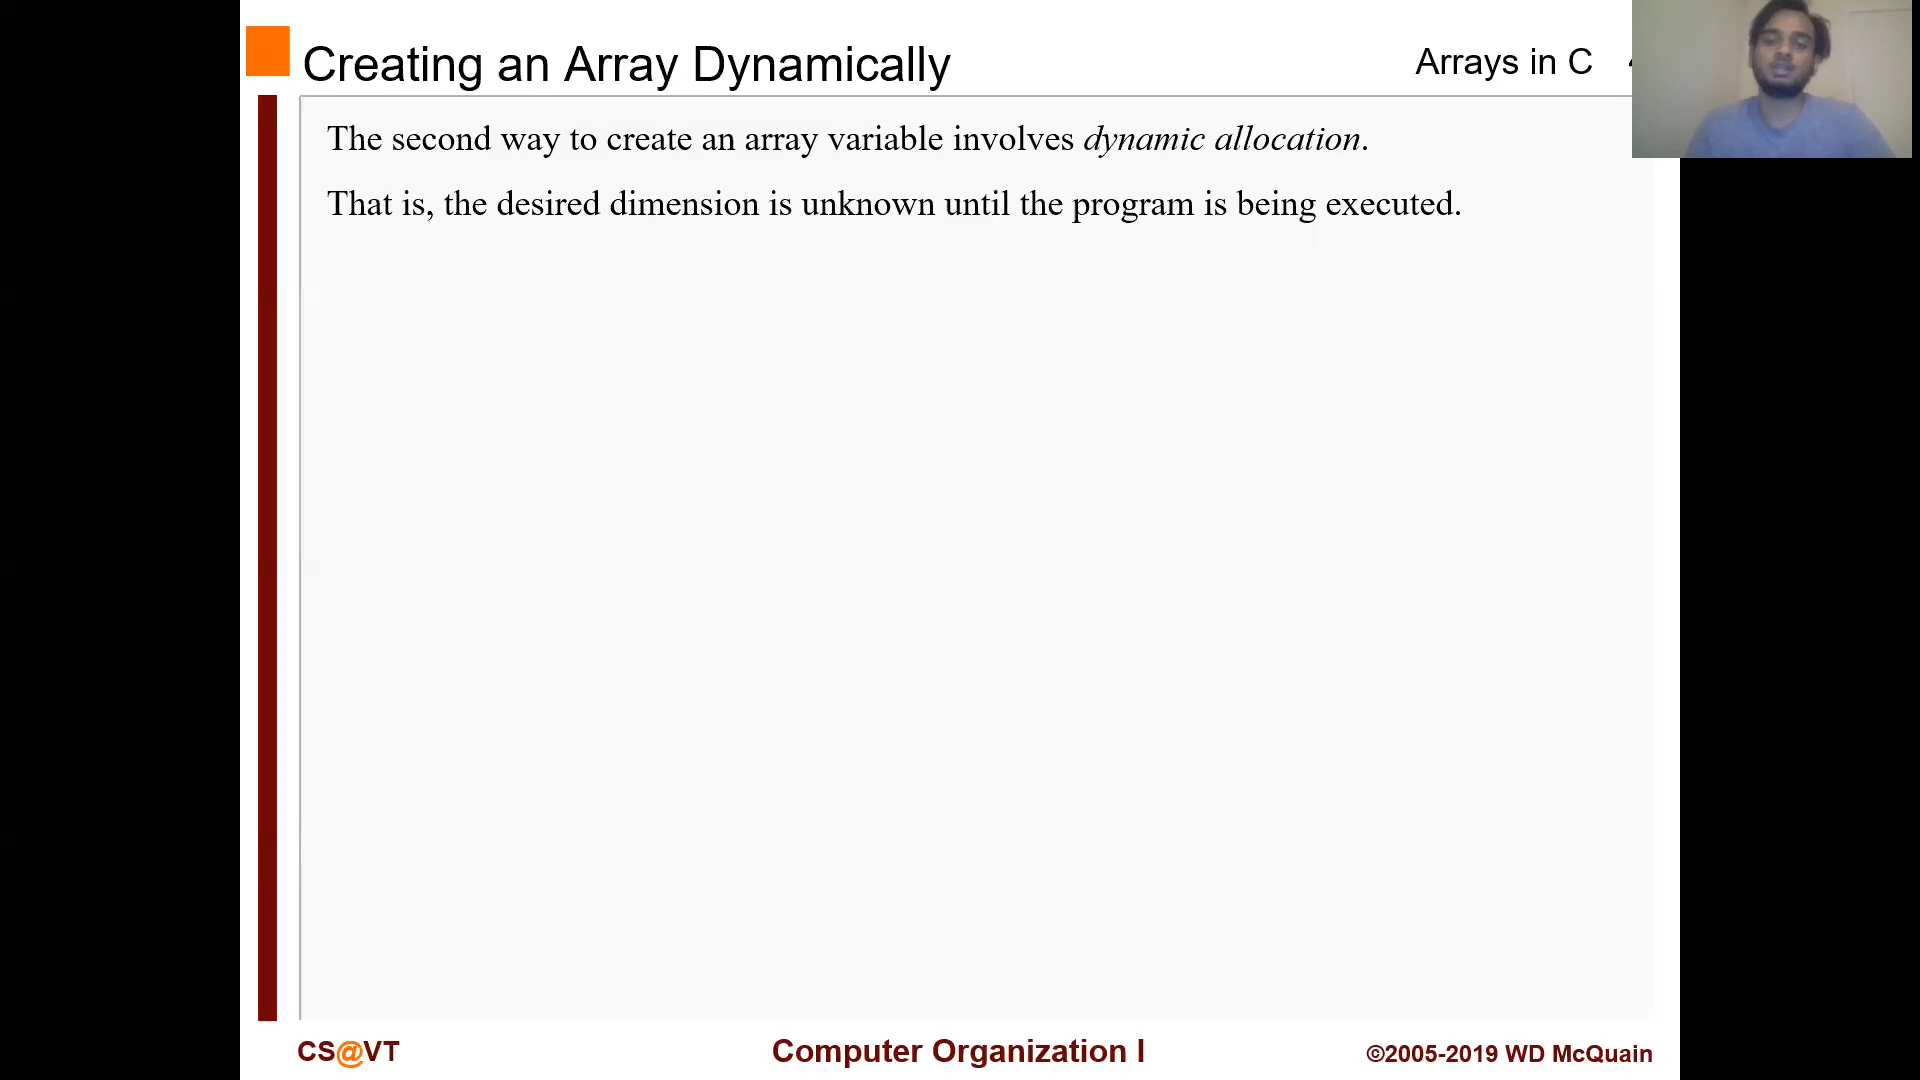 Creating an Array Dynamically
Arrays in C
The second way to create an array variable involves dynamic allocation.
That is, the desired dimension is unknown until the program is being executed.
CS@VT
Computer Organization I
©2005-2019 WD McQuain